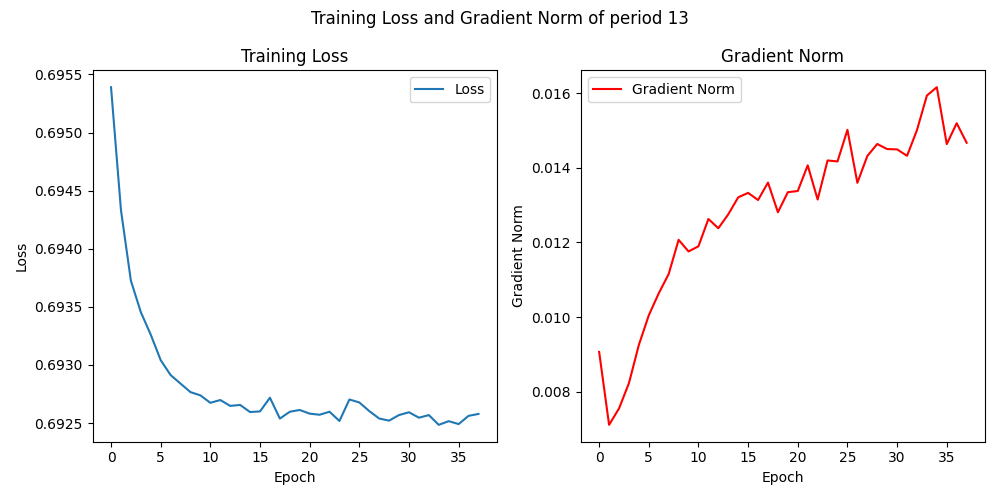 Training Loss and Gradient Norm of period 13
Training Loss
0.6955
0.6950
0.6945
0.6940
0.6935
0.6930
0.6925
Loss
Loss
0 5 10 15 20 25 30 35
Epoch
Gradient Norm
0.016
0.014
0.012
0.010
0.008
Gradient Norm
Gradient Norm
0 5 10 15 20 25 30 35
Epoch